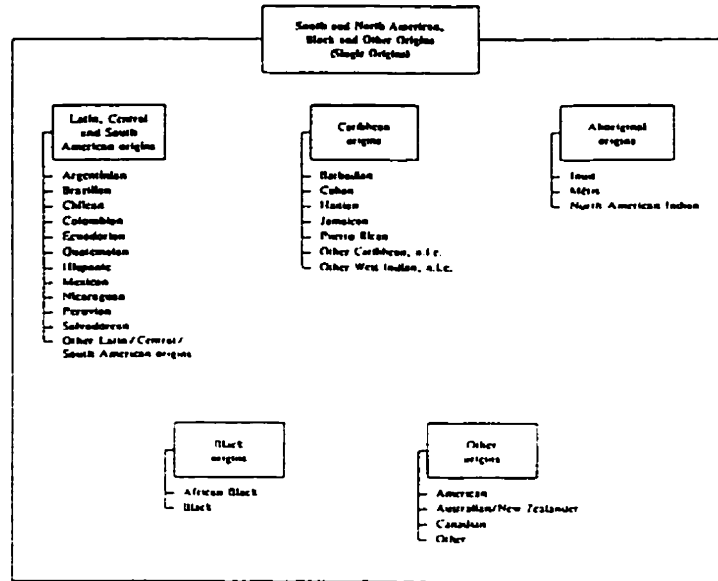 South and North American,
Black and Other Origins
(Single Original)
Latin, Central
and South
American origins
Argentinian
Brazilian
Chilean
Colombian
Ecuadorian
Guatemalan
Hispanic
Mexican
Nicaraguan
Peruvian
Salvadorean
Other Latin/Central/
South American origins
Caribbean
origins
Barbadian
Cuban
Haitian
Jamaican
Puerto Rican
Other Caribbean, n.i.e.
Other West Indian, n.i.e.
Aboriginal
origins
Inuit
Métis
North American Indian
Black
origins
African Black
Black
Other
origins
American
Australian/New Zealander
Canadian
Other